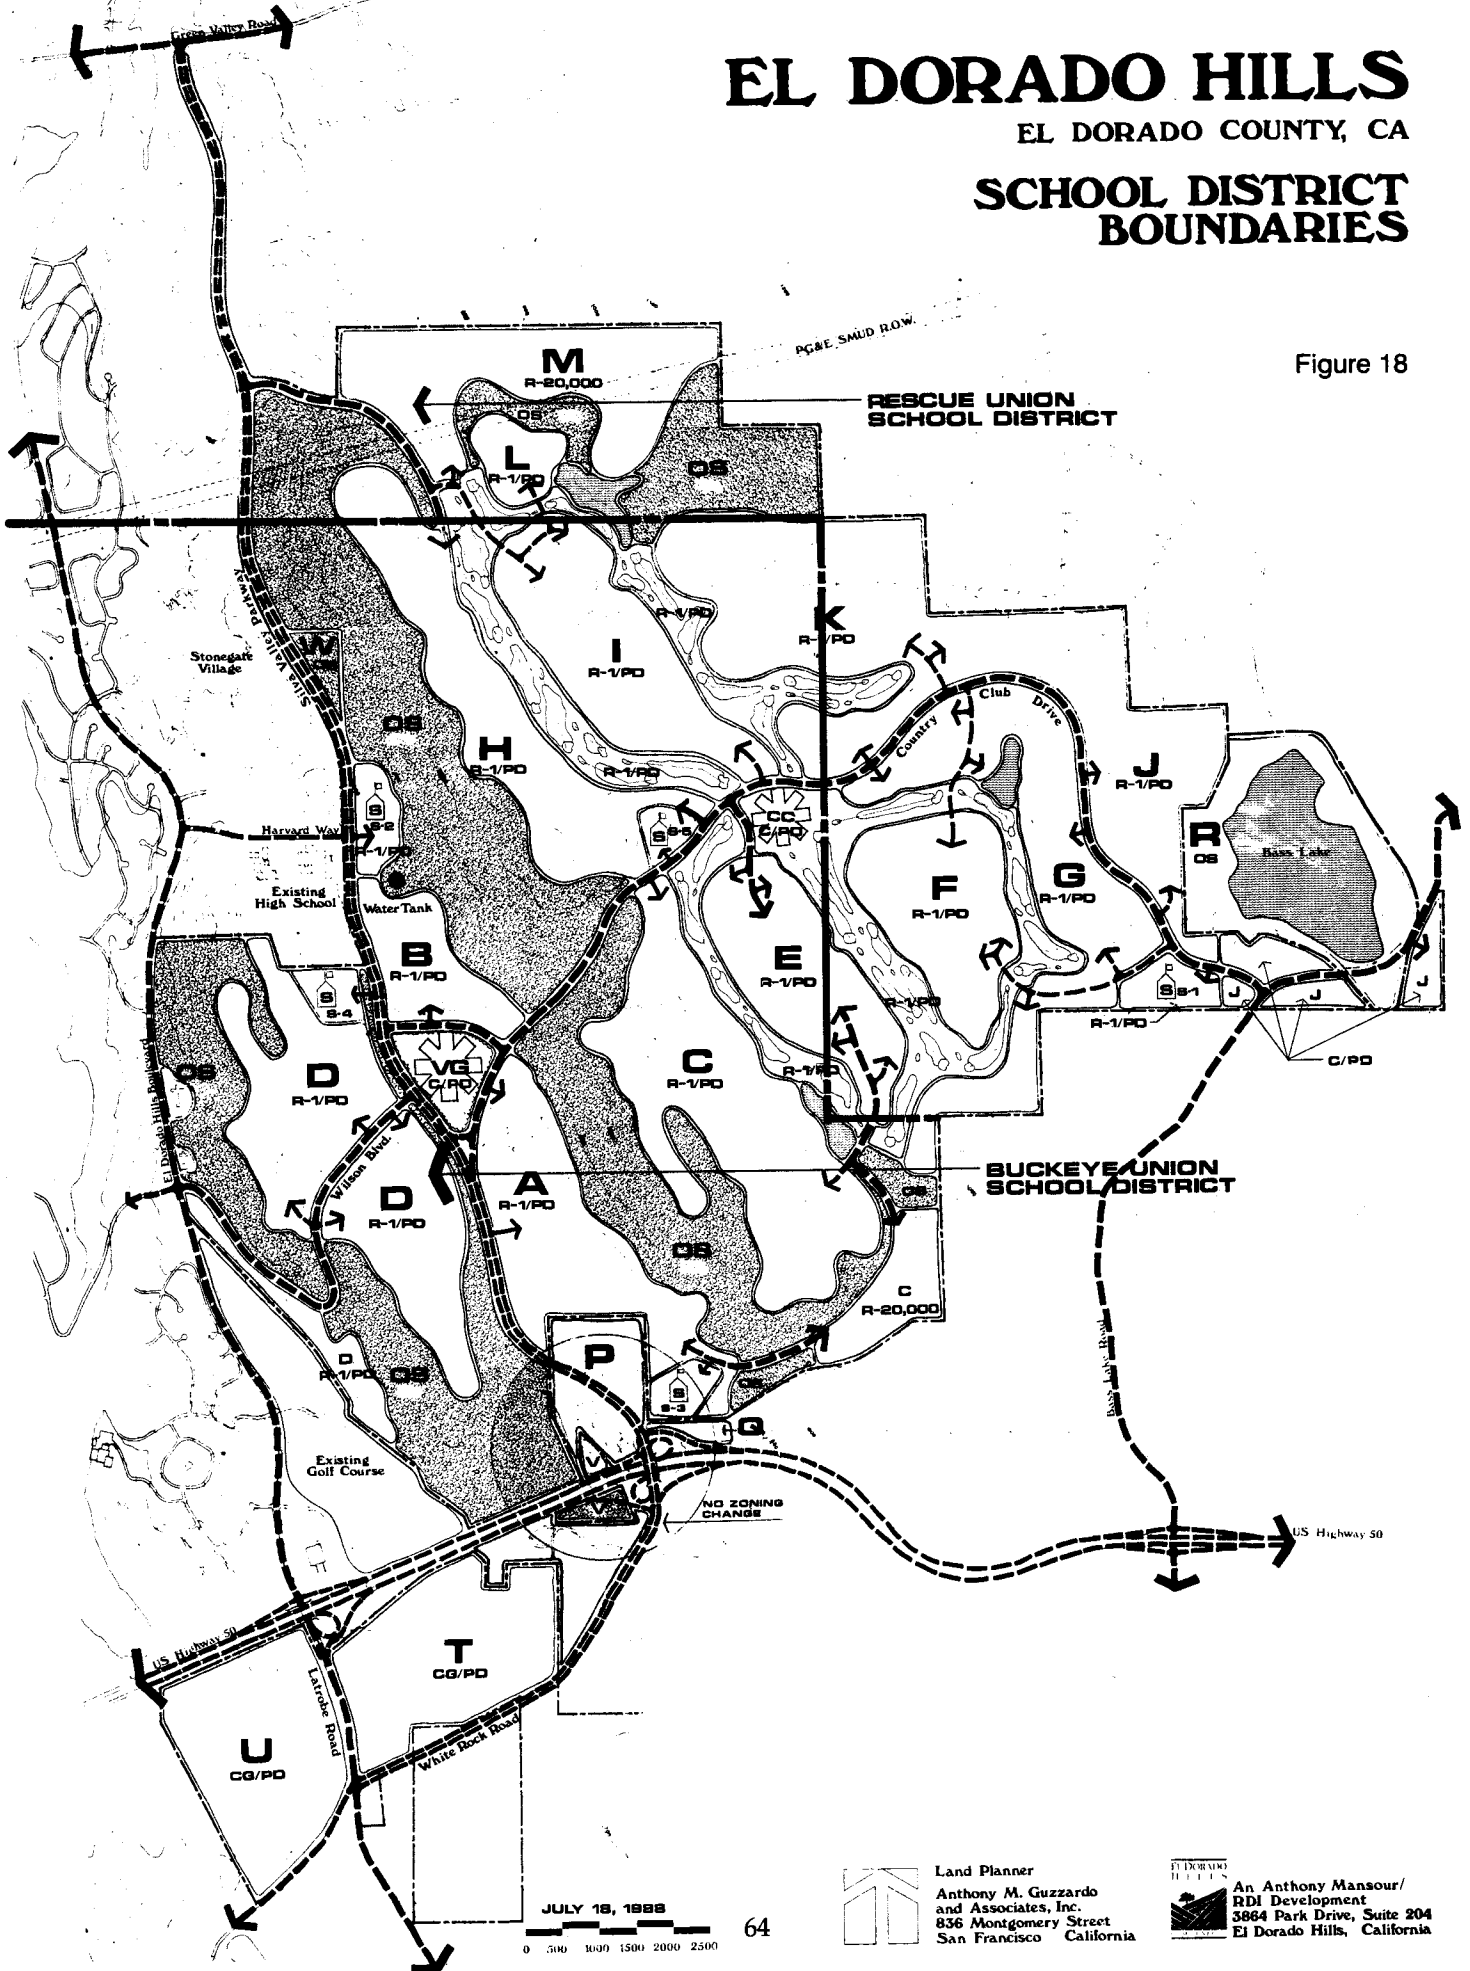 Green Valley Road
EL DORADO HILLS
EL DORADO COUNTY, CA
SCHOOL DISTRICT
BOUNDARIES
PG&E SMUD R.O.W.
Figure 18
M
R-20,000
RESCUE UNION
SCHOOL DISTRICT
OS
L
R-1/PD
OS
Silva Valley Parkway
Stonegate
Village
W
OS
R-1/PD
K
R-1/PD
I
R-1/PD
Country Club Drive
OS
H
R-1/PD
R-1/PD
J
R-1/PD
S
S-2
R-1/PD
Harvard Way
S
S-5
CC
C/PD
R
OS
Bass Lake
Existing
High School
Water Tank
F
R-1/PD
G
R-1/PD
B
R-1/PD
E
R-1/PD
R-1/PD
S
S-4
S
S-1
R-1/PD
J
J
J
C/PD
OS
D
R-1/PD
VG
C/PD
C
R-1/PD
R-1/PD
El Dorado Hills Boulevard
Wilson Blvd.
D
R-1/PD
A
R-1/PD
BUCKEYE UNION
SCHOOL DISTRICT
OS
OS
C
R-20,000
Bass Lake Road
D
R-1/PD
OS
P
S
S-3
OS
Q
Existing
Golf Course
V
V
NO ZONING
CHANGE
US Highway 50
US Highway 50
T
CG/PD
Latrobe Road
White Rock Road
U
CG/PD
JULY 18, 1988
0 500 1000 1500 2000 2500
64
Land Planner
Anthony M. Guzzardo
and Associates, Inc.
836 Montgomery Street
San Francisco California
EL DORADO
HILLS
An Anthony Mansour/
RDI Development
3864 Park Drive, Suite 204
El Dorado Hills, California